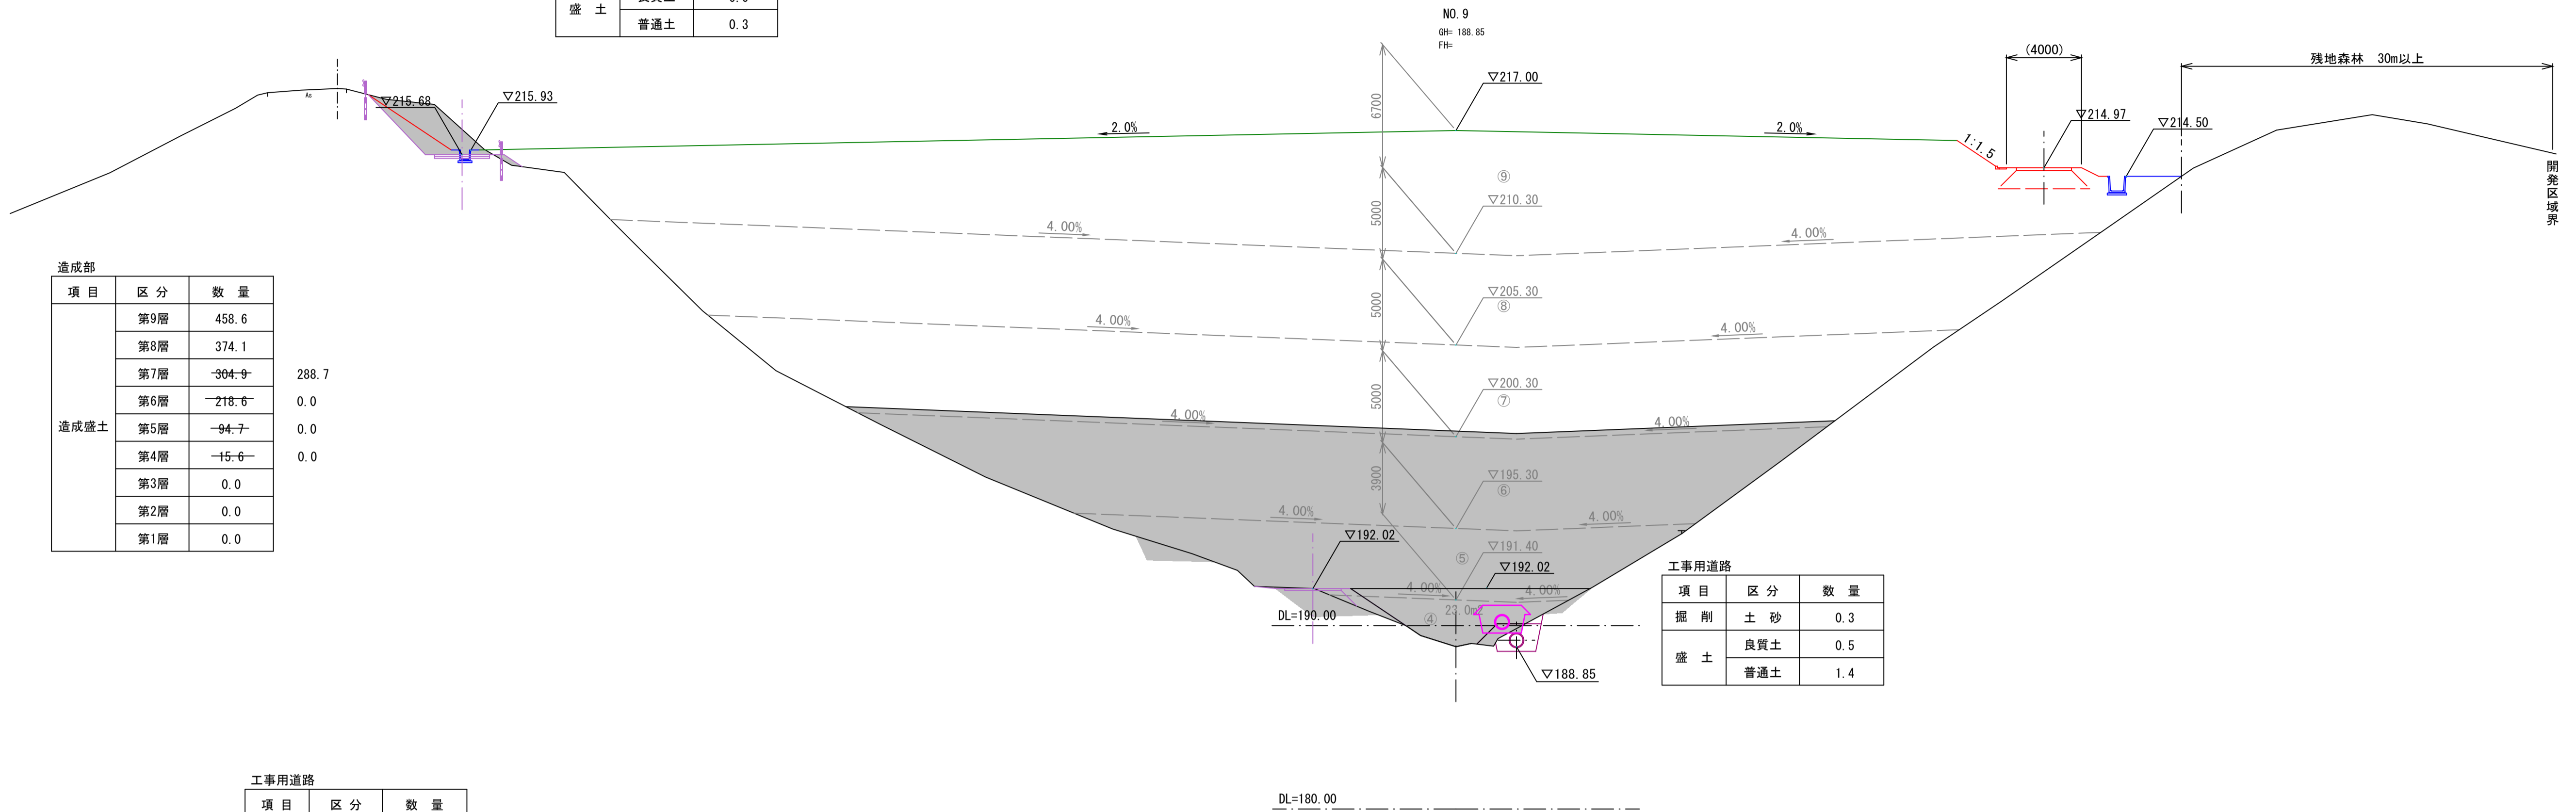 盛 土
普通土 0.3
NO.9
GH= 188.85
FH=
(4000)
残地森林 30m以上
As
▽215.68
▽215.93
▽217.00
▽214.97
▽214.50
6700
2.0%
2.0%
1:1.5
開発区域界
⑨
5000
▽210.30
4.00%
4.00%
造成部
項 目 区 分 数 量
造成盛土
第9層 458.6
第8層 374.1
第7層 304.9 288.7
第6層 218.6 0.0
第5層 94.7 0.0
第4層 15.6 0.0
第3層 0.0
第2層 0.0
第1層 0.0
5000
▽205.30
⑧
4.00%
4.00%
5000
▽200.30
⑦
4.00%
4.00%
3900
▽195.30
⑥
4.00%
4.00%
▽192.02
▽191.40
⑤
▽192.02
4.00%
4.00%
23.0m
④
DL=190.00
▽188.85
工事用道路
項 目 区 分 数 量
掘 削 土 砂 0.3
盛 土
良質土 0.5
普通土 1.4
工事用道路
項 目 区 分 数 量
DL=180.00